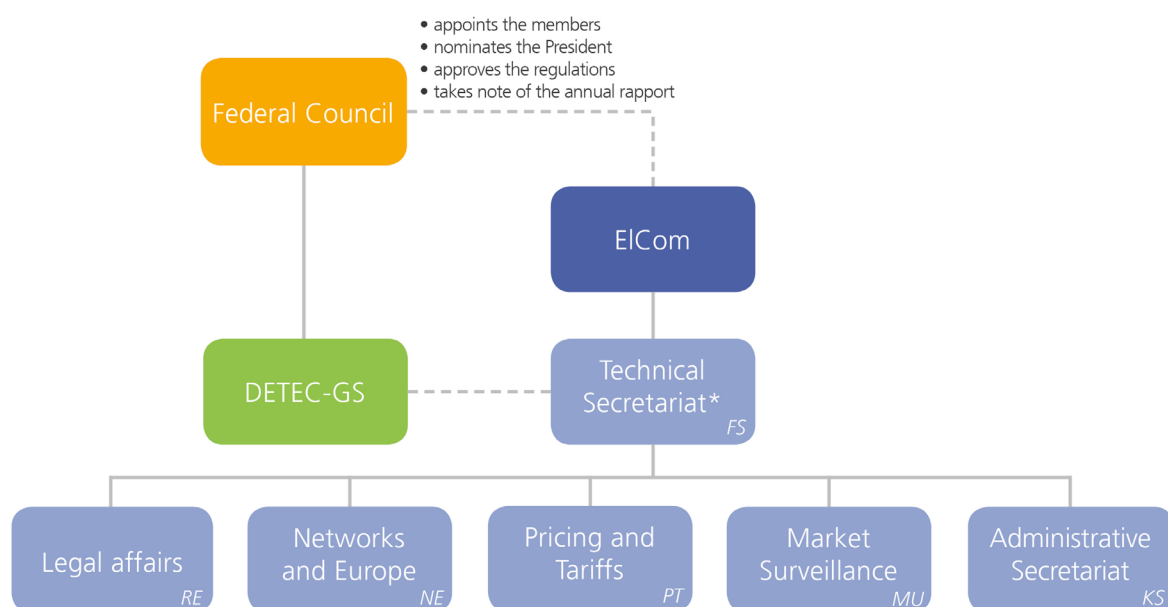 • appoints the members
• nominates the President
• approves the regulations
• takes note of the annual rapport
Federal Council
ElCom
DETEC-GS
Technical
Secretariat*
FS
Legal affairs
RE
Networks
and Europe
NE
Pricing and
Tariffs
PT
Market
Surveillance
MU
Administrative
Secretariat
KS